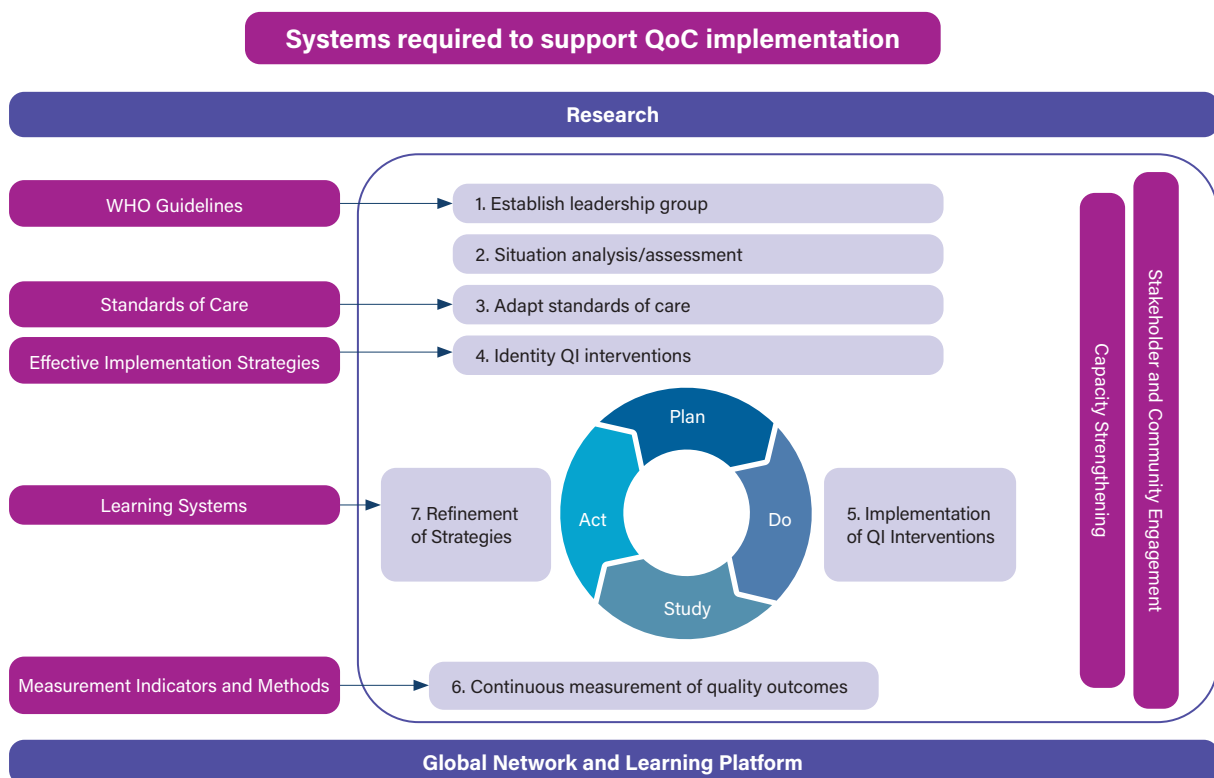 Systems required to support QoC implementation
Research
WHO Guidelines
1. Establish leadership group
2. Situation analysis/assessment
Standards of Care
3. Adapt standards of care
Effective Implementation Strategies
4. Identity QI interventions
Plan
Do
Study
Act
Learning Systems
7. Refinement
of Strategies
5. Implementation
of QI Interventions
Measurement Indicators and Methods
6. Continuous measurement of quality outcomes
Capacity Strengthening
Stakeholder and Community Engagement
Global Network and Learning Platform